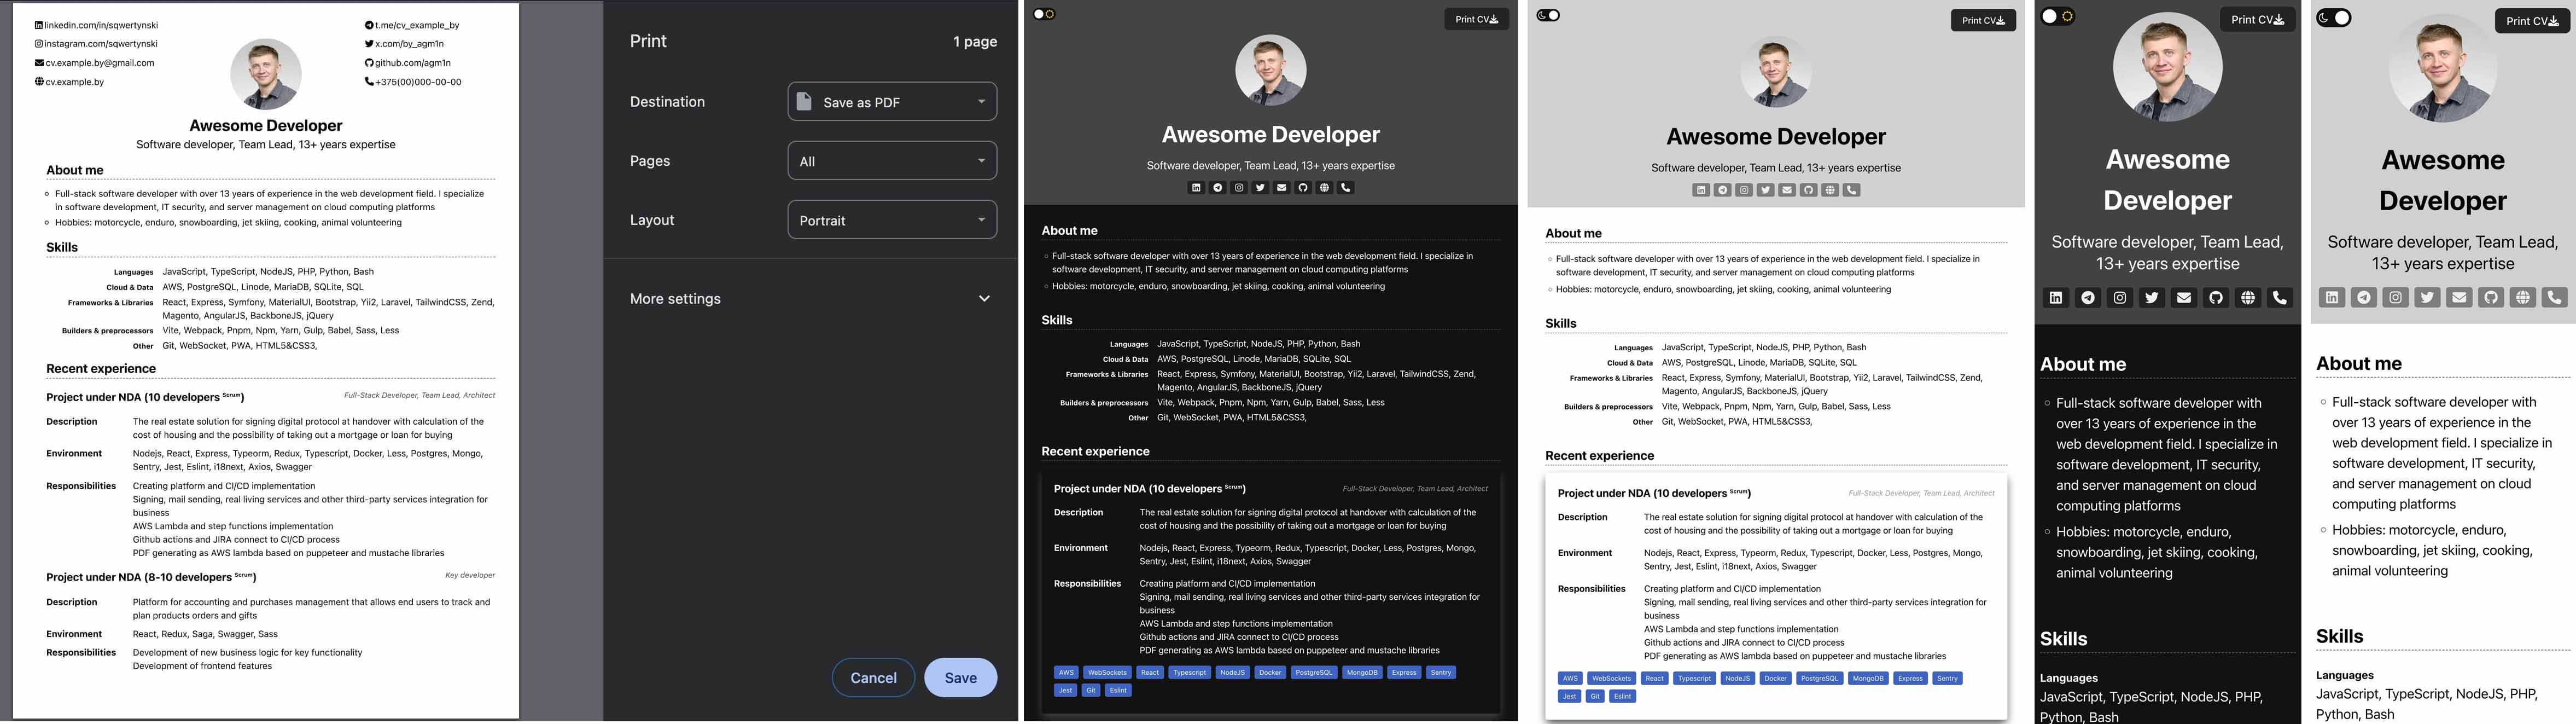 linkedin.com/in/sqwertynski
instagram.com/sqwertynski
cv.example.by@gmail.com
cv.example.by
t.me/cv_example_by
x.com/by_agm1n
github.com/agm1n
+375(00)000-00-00
Awesome Developer
Software developer, Team Lead, 13+ years expertise
About me
Full-stack software developer with over 13 years of experience in the web development field. I specialize
in software development, IT security, and server management on cloud computing platforms
Hobbies: motorcycle, enduro, snowboarding, jet skiing, cooking, animal volunteering
Skills
Languages JavaScript, TypeScript, NodeJS, PHP, Python, Bash
Cloud & Data AWS, PostgreSQL, Linode, MariaDB, SQLite, SQL
Frameworks & Libraries React, Express, Symfony, MaterialUI, Bootstrap, Yii2, Laravel, TailwindCSS, Zend,
Magento, AngularJS, BackboneJS, jQuery
Builders & preprocessors Vite, Webpack, Pnpm, Npm, Yarn, Gulp, Babel, Sass, Less
Other Git, WebSocket, PWA, HTML5&CSS3,
Recent experience
Project under NDA (10 developers Scrum) Full-Stack Developer, Team Lead, Architect
Description The real estate solution for signing digital protocol at handover with calculation of the
cost of housing and the possibility of taking out a mortgage or loan for buying
Environment Nodejs, React, Express, Typeorm, Redux, Typescript, Docker, Less, Postgres, Mongo,
Sentry, Jest, Eslint, i18next, Axios, Swagger
Responsibilities Creating platform and CI/CD implementation
Signing, mail sending, real living services and other third-party services integration for
business
AWS Lambda and step functions implementation
Github actions and JIRA connect to CI/CD process
PDF generating as AWS lambda based on puppeteer and mustache libraries
Project under NDA (8-10 developers Scrum) Key developer
Description Platform for accounting and purchases management that allows end users to track and
plan products orders and gifts
Environment React, Redux, Saga, Swagger, Sass
Responsibilities Development of new business logic for key functionality
Development of frontend features
Print 1 page
Destination Save as PDF
Pages All
Layout Portrait
More settings
Cancel Save
Print CV
Awesome Developer
Software developer, Team Lead, 13+ years expertise
About me
Full-stack software developer with over 13 years of experience in the web development field. I specialize in
software development, IT security, and server management on cloud computing platforms
Hobbies: motorcycle, enduro, snowboarding, jet skiing, cooking, animal volunteering
Skills
Languages JavaScript, TypeScript, NodeJS, PHP, Python, Bash
Cloud & Data AWS, PostgreSQL, Linode, MariaDB, SQLite, SQL
Frameworks & Libraries React, Express, Symfony, MaterialUI, Bootstrap, Yii2, Laravel, TailwindCSS, Zend,
Magento, AngularJS, BackboneJS, jQuery
Builders & preprocessors Vite, Webpack, Pnpm, Npm, Yarn, Gulp, Babel, Sass, Less
Other Git, WebSocket, PWA, HTML5&CSS3,
Recent experience
Project under NDA (10 developers Scrum) Full-Stack Developer, Team Lead, Architect
Description The real estate solution for signing digital protocol at handover with calculation of the
cost of housing and the possibility of taking out a mortgage or loan for buying
Environment Nodejs, React, Express, Typeorm, Redux, Typescript, Docker, Less, Postgres, Mongo,
Sentry, Jest, Eslint, i18next, Axios, Swagger
Responsibilities Creating platform and CI/CD implementation
Signing, mail sending, real living services and other third-party services integration for
business
AWS Lambda and step functions implementation
Github actions and JIRA connect to CI/CD process
PDF generating as AWS lambda based on puppeteer and mustache libraries
AWS WebSockets React Typescript NodeJS Docker PostgreSQL MongoDB Express Sentry
Jest Git Eslint
Print CV
Awesome Developer
Software developer, Team Lead, 13+ years expertise
About me
Full-stack software developer with over 13 years of experience in the web development field. I specialize in
software development, IT security, and server management on cloud computing platforms
Hobbies: motorcycle, enduro, snowboarding, jet skiing, cooking, animal volunteering
Skills
Languages JavaScript, TypeScript, NodeJS, PHP, Python, Bash
Cloud & Data AWS, PostgreSQL, Linode, MariaDB, SQLite, SQL
Frameworks & Libraries React, Express, Symfony, MaterialUI, Bootstrap, Yii2, Laravel, TailwindCSS, Zend,
Magento, AngularJS, BackboneJS, jQuery
Builders & preprocessors Vite, Webpack, Pnpm, Npm, Yarn, Gulp, Babel, Sass, Less
Other Git, WebSocket, PWA, HTML5&CSS3,
Recent experience
Project under NDA (10 developers Scrum) Full-Stack Developer, Team Lead, Architect
Description The real estate solution for signing digital protocol at handover with calculation of the
cost of housing and the possibility of taking out a mortgage or loan for buying
Environment Nodejs, React, Express, Typeorm, Redux, Typescript, Docker, Less, Postgres, Mongo,
Sentry, Jest, Eslint, i18next, Axios, Swagger
Responsibilities Creating platform and CI/CD implementation
Signing, mail sending, real living services and other third-party services integration for
business
AWS Lambda and step functions implementation
Github actions and JIRA connect to CI/CD process
PDF generating as AWS lambda based on puppeteer and mustache libraries
AWS WebSockets React Typescript NodeJS Docker PostgreSQL MongoDB Express Sentry
Jest Git Eslint
Print CV
Awesome
Developer
Software developer, Team Lead,
13+ years expertise
About me
Full-stack software developer with
over 13 years of experience in the
web development field. I specialize in
software development, IT security,
and server management on cloud
computing platforms
Hobbies: motorcycle, enduro,
snowboarding, jet skiing, cooking,
animal volunteering
Skills
Languages
JavaScript, TypeScript, NodeJS, PHP,
Python, Bash
Print CV
Awesome
Developer
Software developer, Team Lead,
13+ years expertise
About me
Full-stack software developer with
over 13 years of experience in the
web development field. I specialize in
software development, IT security,
and server management on cloud
computing platforms
Hobbies: motorcycle, enduro,
snowboarding, jet skiing, cooking,
animal volunteering
Skills
Languages
JavaScript, TypeScript, NodeJS, PHP,
Python, Bash